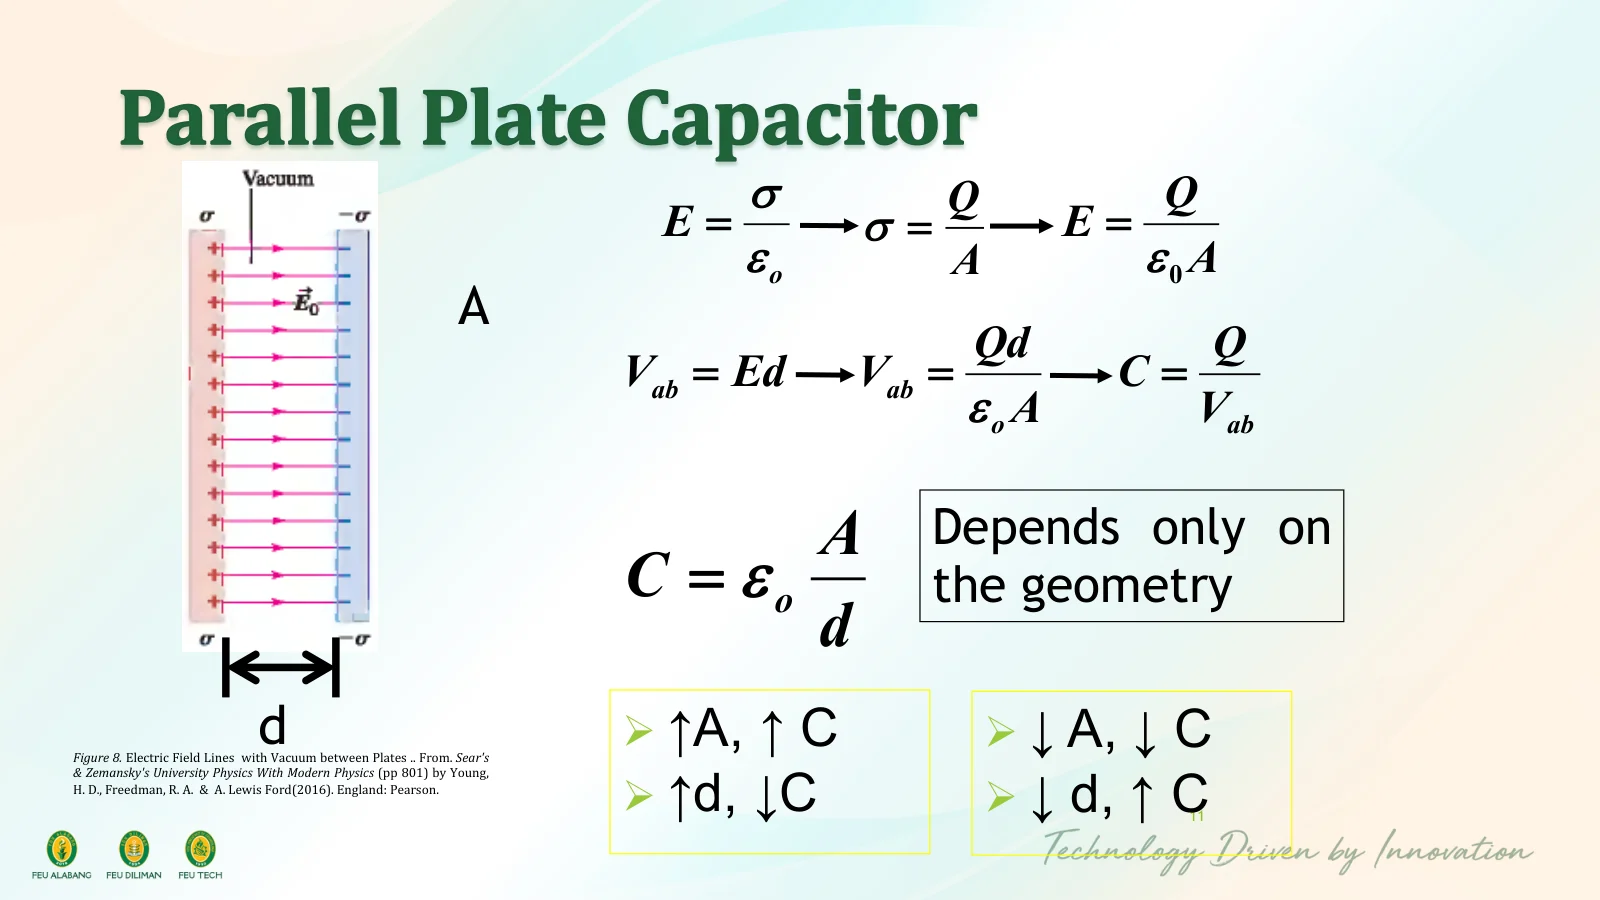 Parallel Plate Capacitor
Vacuum
σ
−σ
E⃗₀
σ
−σ
A
d
E = σ/εₒ → σ = Q/A → E = Q/(ε₀A)
Vab = Ed → Vab = Qd/(εₒA) → C = Q/Vab
C = εₒ A/d
Depends only on
the geometry
➢ ↑A, ↑ C
➢ ↑d, ↓C
➢ ↓ A, ↓ C
➢ ↓ d, ↑ C
Figure 8. Electric Field Lines with Vacuum between Plates .. From. Sear's
& Zemansky's University Physics With Modern Physics (pp 801) by Young,
H. D., Freedman, R. A. & A. Lewis Ford(2016). England: Pearson.
11
FEU ALABANG
FEU DILIMAN
FEU TECH
Technology Driven by Innovation